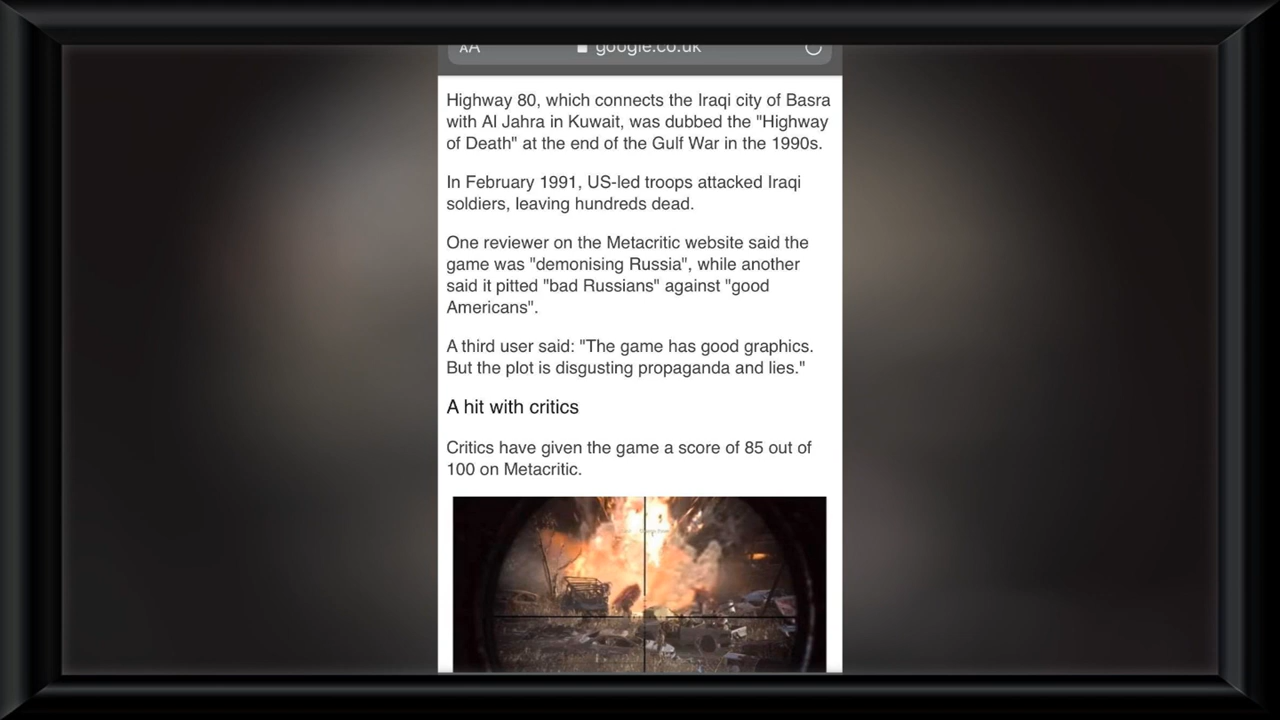 AA google.co.uk
Highway 80, which connects the Iraqi city of Basra
with Al Jahra in Kuwait, was dubbed the "Highway
of Death" at the end of the Gulf War in the 1990s.
In February 1991, US-led troops attacked Iraqi
soldiers, leaving hundreds dead.
One reviewer on the Metacritic website said the
game was "demonising Russia", while another
said it pitted "bad Russians" against "good
Americans".
A third user said: "The game has good graphics.
But the plot is disgusting propaganda and lies."
A hit with critics
Critics have given the game a score of 85 out of
100 on Metacritic.